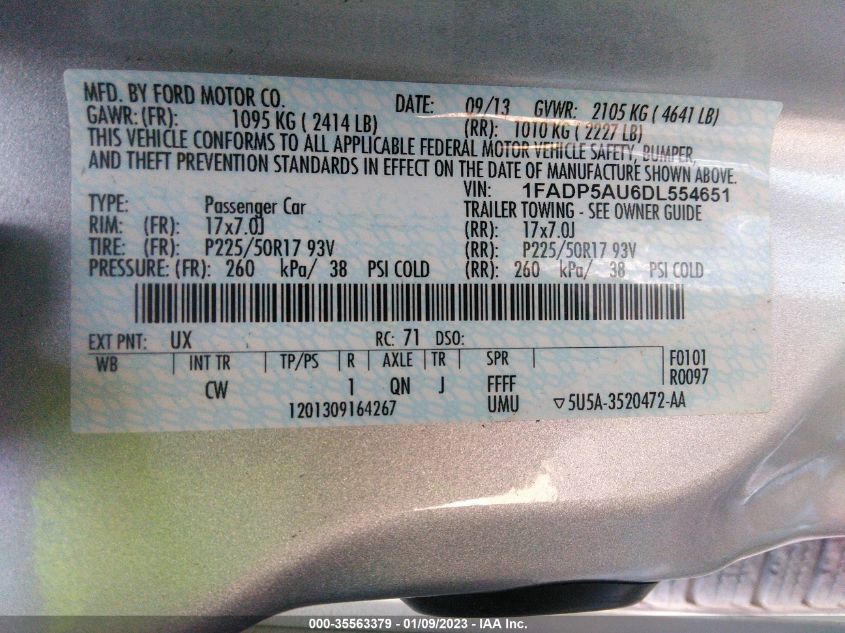 MFD. BY FORD MOTOR CO. DATE: 09/13 GVWR: 2105 KG ( 4641 LB)
GAWR: (FR): 1095 KG ( 2414 LB) (RR): 1010 KG ( 2227 LB)
THIS VEHICLE CONFORMS TO ALL APPLICABLE FEDERAL MOTOR VEHICLE SAFETY, BUMPER,
AND THEFT PREVENTION STANDARDS IN EFFECT ON THE DATE OF MANUFACTURE SHOWN ABOVE.
VIN: 1FADP5AU6DL554651
TYPE: Passenger Car TRAILER TOWING - SEE OWNER GUIDE
RIM: (FR): 17x7.0J (RR): 17x7.0J
TIRE: (FR): P225/50R17 93V (RR): P225/50R17 93V
PRESSURE: (FR): 260 kPa/ 38 PSI COLD (RR): 260 kPa/ 38 PSI COLD
EXT PNT: UX RC: 71 DSO:
WB INT TR TP/PS R AXLE TR SPR F0101
R0097
CW 1 QN J FFFF
1201309164267 UMU ▽5U5A-3520472-AA
000-35563379 - 01/09/2023 - IAA Inc.